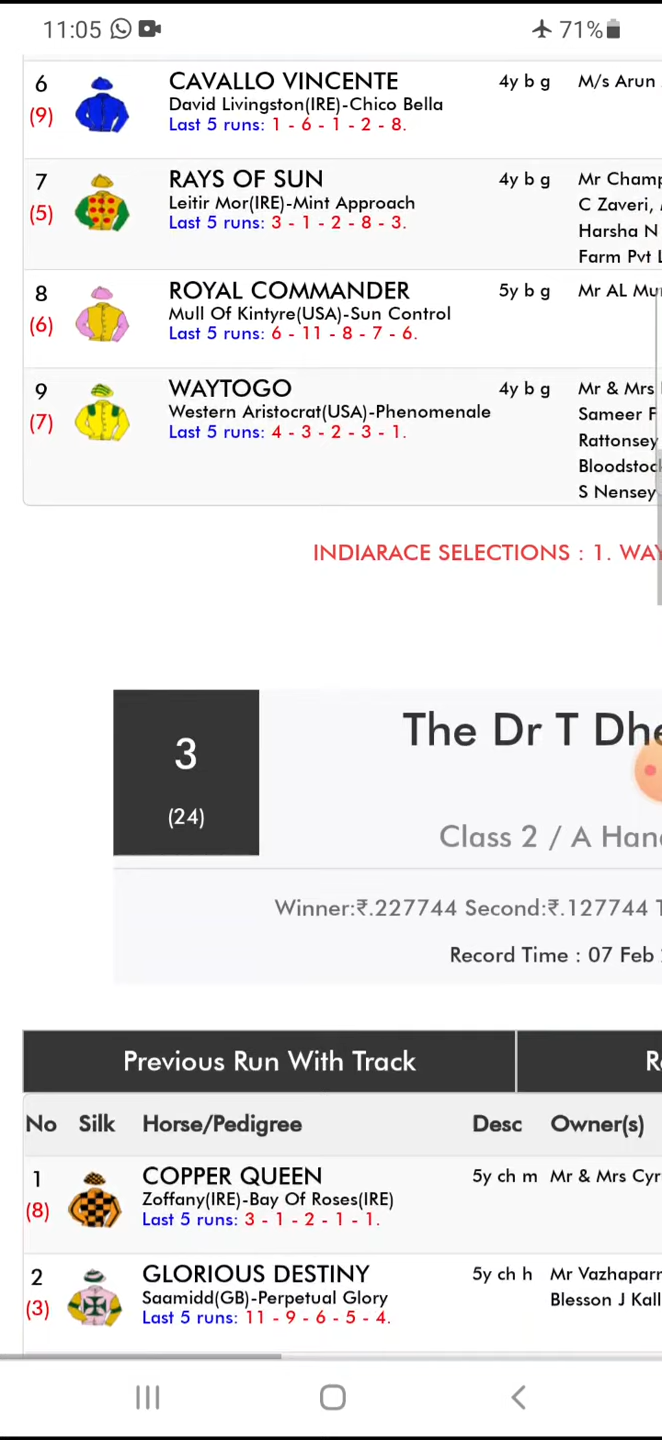 11:05 71%
6 CAVALLO VINCENTE 4y b g M/s Arun
(9) David Livingston(IRE)-Chico Bella
Last 5 runs: 1 - 6 - 1 - 2 - 8.
7 RAYS OF SUN 4y b g Mr Champ
(5) Leitir Mor(IRE)-Mint Approach C Zaveri,
Last 5 runs: 3 - 1 - 2 - 8 - 3. Harsha N
Farm Pvt L
8 ROYAL COMMANDER 5y b g Mr AL Mu
(6) Mull Of Kintyre(USA)-Sun Control
Last 5 runs: 6 - 11 - 8 - 7 - 6.
9 WAYTOGO 4y b g Mr & Mrs
(7) Western Aristocrat(USA)-Phenomenale Sameer F
Last 5 runs: 4 - 3 - 2 - 3 - 1. Rattonsey
Bloodstock
S Nensey
INDIARACE SELECTIONS : 1. WAY
3 The Dr T Dhe
(24) Class 2 / A Hand
Winner:₹.227744 Second:₹.127744 T
Record Time : 07 Feb
Previous Run With Track R
No Silk Horse/Pedigree Desc Owner(s)
1 COPPER QUEEN 5y ch m Mr & Mrs Cyr
(8) Zoffany(IRE)-Bay Of Roses(IRE)
Last 5 runs: 3 - 1 - 2 - 1 - 1.
2 GLORIOUS DESTINY 5y ch h Mr Vazhaparm
(3) Saamidd(GB)-Perpetual Glory Blesson J Kall
Last 5 runs: 11 - 9 - 6 - 5 - 4.